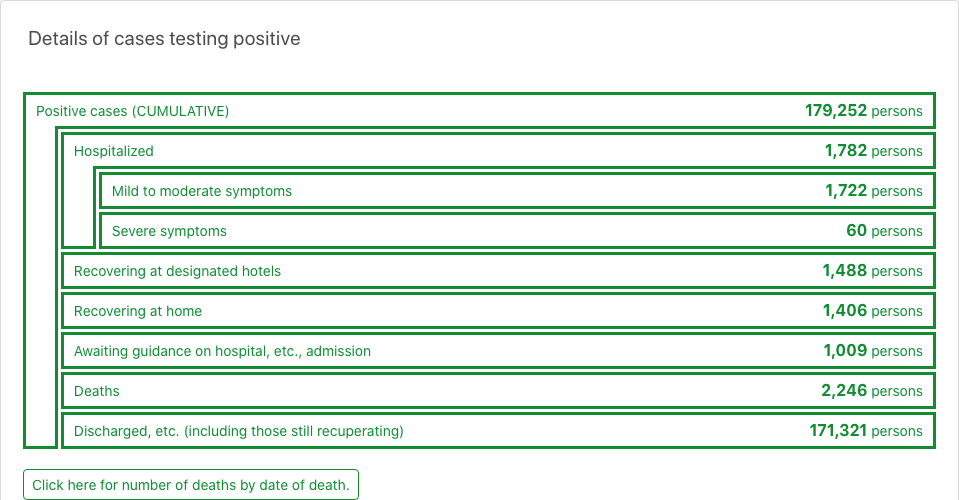 Details of cases testing positive
Positive cases (CUMULATIVE) 179,252 persons
Hospitalized 1,782 persons
Mild to moderate symptoms 1,722 persons
Severe symptoms 60 persons
Recovering at designated hotels 1,488 persons
Recovering at home 1,406 persons
Awaiting guidance on hospital, etc., admission 1,009 persons
Deaths 2,246 persons
Discharged, etc. (including those still recuperating) 171,321 persons
Click here for number of deaths by date of death.